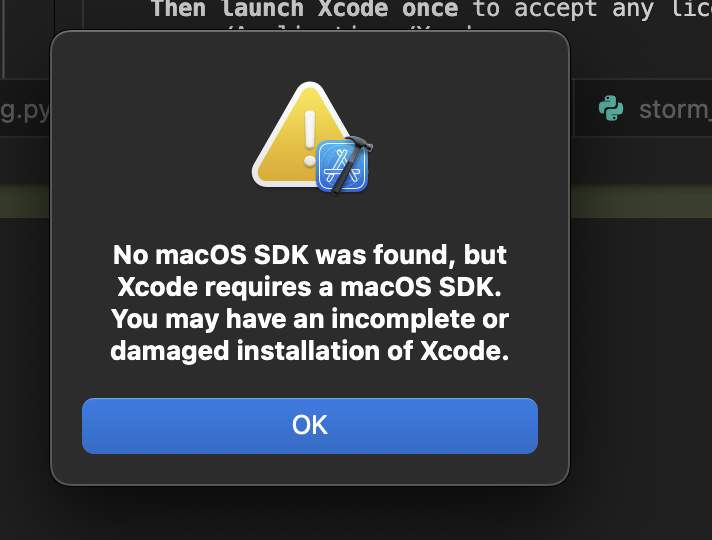 Then launch Xcode once to accept any lic
g.py
storm_
No macOS SDK was found, but
Xcode requires a macOS SDK.
You may have an incomplete or
damaged installation of Xcode.
OK